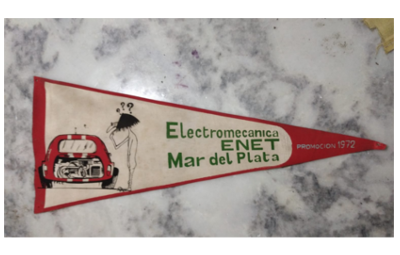 ??
Electromecanica
ENET
Mar del Plata
PROMOCION 1972